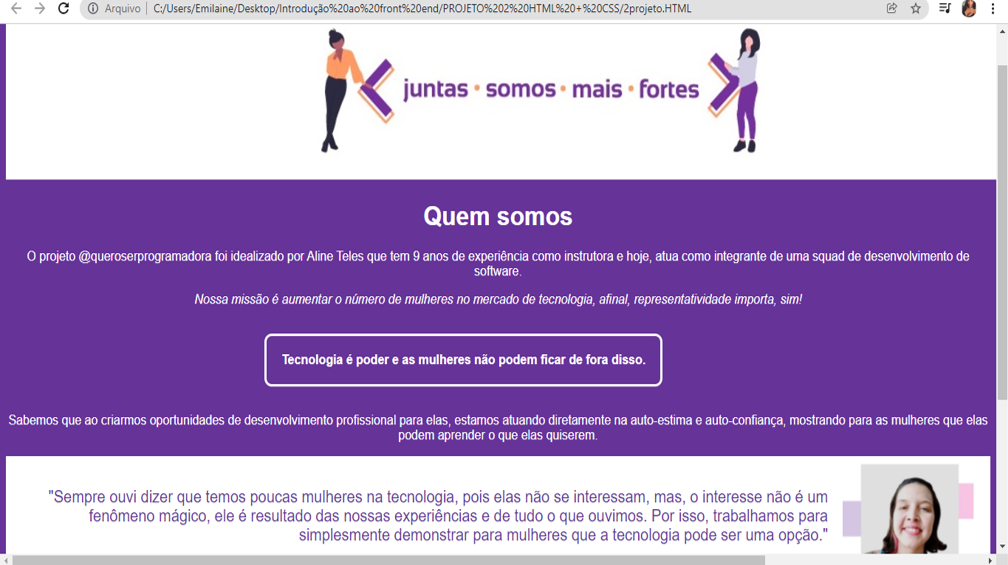 Arquivo
C:/Users/Emilaine/Desktop/Introdução%20ao%20front%20end/PROJETO%202%20HTML%20+%20CSS/2projeto.HTML
juntas • somos • mais • fortes
Quem somos
O projeto @queroserprogramadora foi idealizado por Aline Teles que tem 9 anos de experiência como instrutora e hoje, atua como integrante de uma squad de desenvolvimento de
software.
Nossa missão é aumentar o número de mulheres no mercado de tecnologia, afinal, representatividade importa, sim!
Tecnologia é poder e as mulheres não podem ficar de fora disso.
Sabemos que ao criarmos oportunidades de desenvolvimento profissional para elas, estamos atuando diretamente na auto-estima e auto-confiança, mostrando para as mulheres que elas
podem aprender o que elas quiserem.
"Sempre ouvi dizer que temos poucas mulheres na tecnologia, pois elas não se interessam, mas, o interesse não é um
fenômeno mágico, ele é resultado das nossas experiências e de tudo o que ouvimos. Por isso, trabalhamos para
simplesmente demonstrar para mulheres que a tecnologia pode ser uma opção."